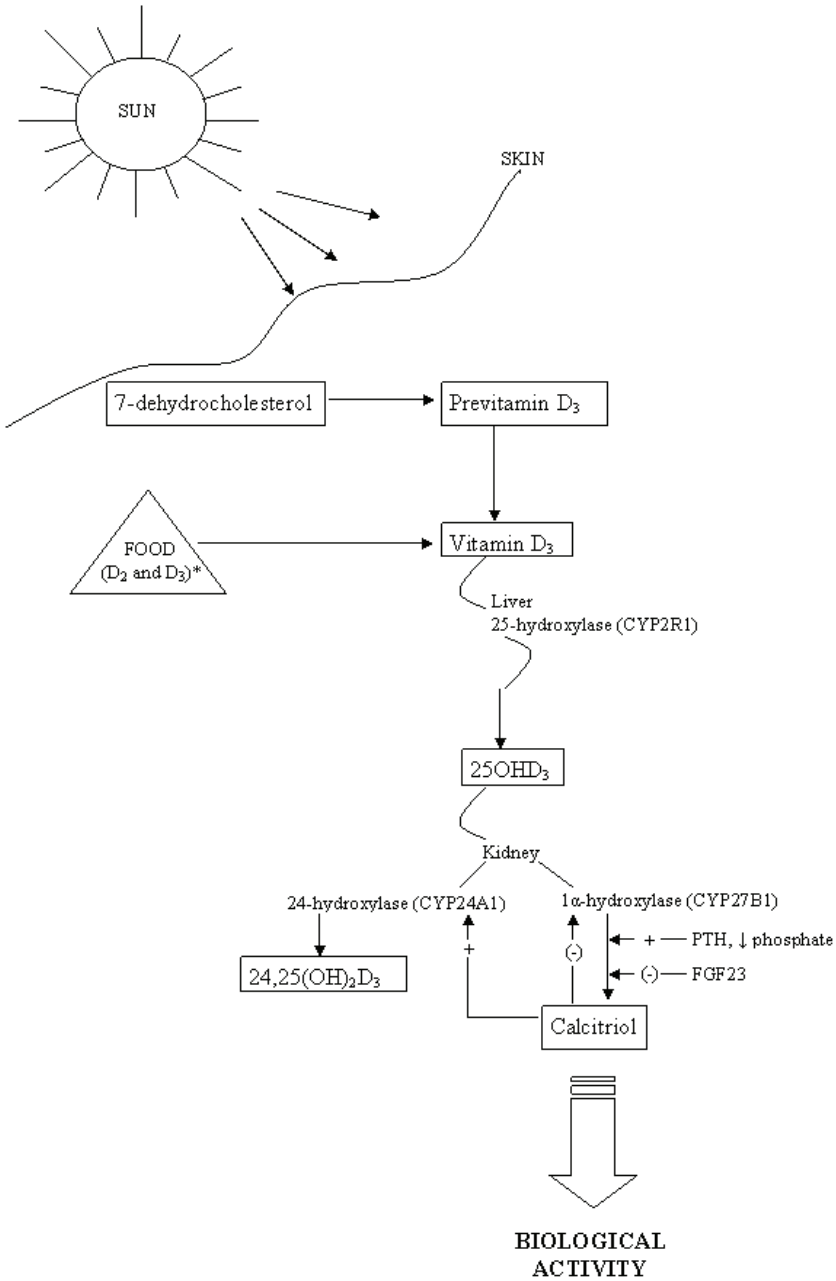 SUN
SKIN
7-dehydrocholesterol
Previtamin D₃
FOOD
(D₂ and D₃)*
Vitamin D₃
Liver
25-hydroxylase (CYP2R1)
25OHD₃
Kidney
24-hydroxylase (CYP24A1)
1α-hydroxylase (CYP27B1)
+
(-)
+ PTH, ↓ phosphate
(-) FGF23
24,25(OH)₂D₃
Calcitriol
BIOLOGICAL
ACTIVITY